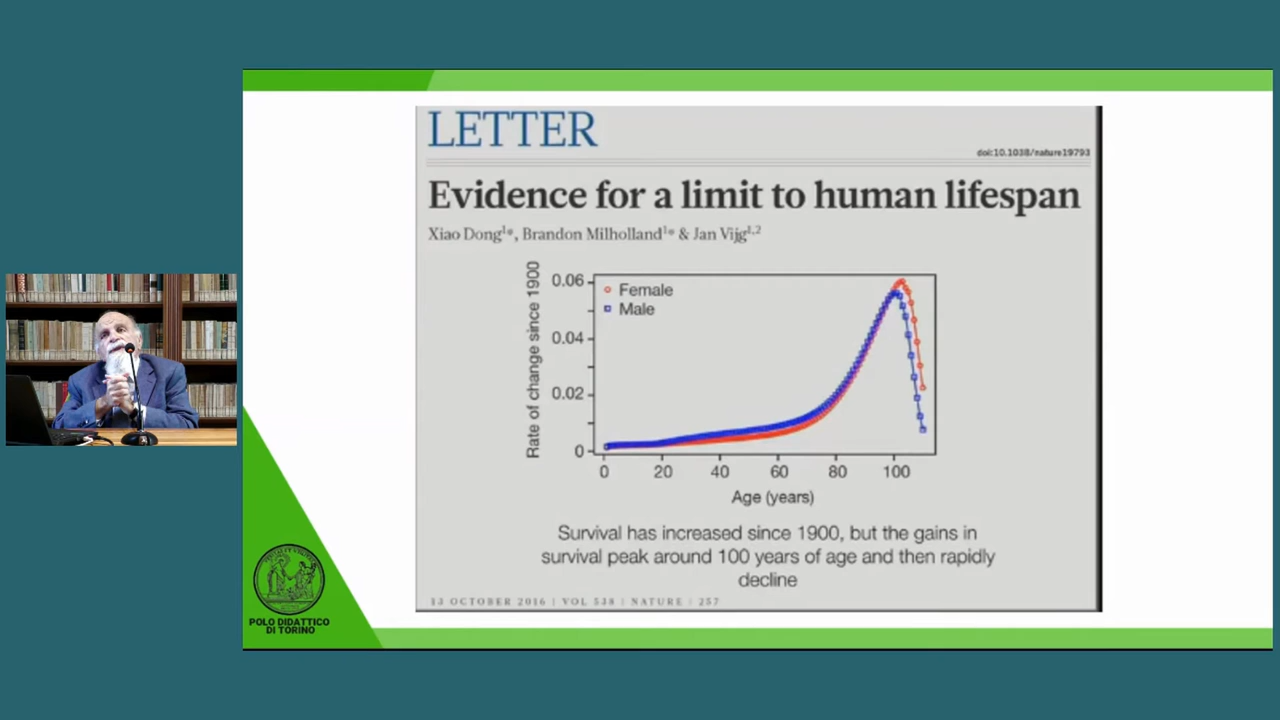 LETTER
doi:10.1038/nature19793
Evidence for a limit to human lifespan
Xiao Dong¹*, Brandon Milholland¹* & Jan Vijg¹,²
Rate of change since 1900
0.06
0.04
0.02
0
Female
Male
0 20 40 60 80 100
Age (years)
Survival has increased since 1900, but the gains in
survival peak around 100 years of age and then rapidly
decline
13 OCTOBER 2016 | VOL 538 | NATURE | 257
POLO DIDATTICO
DI TORINO